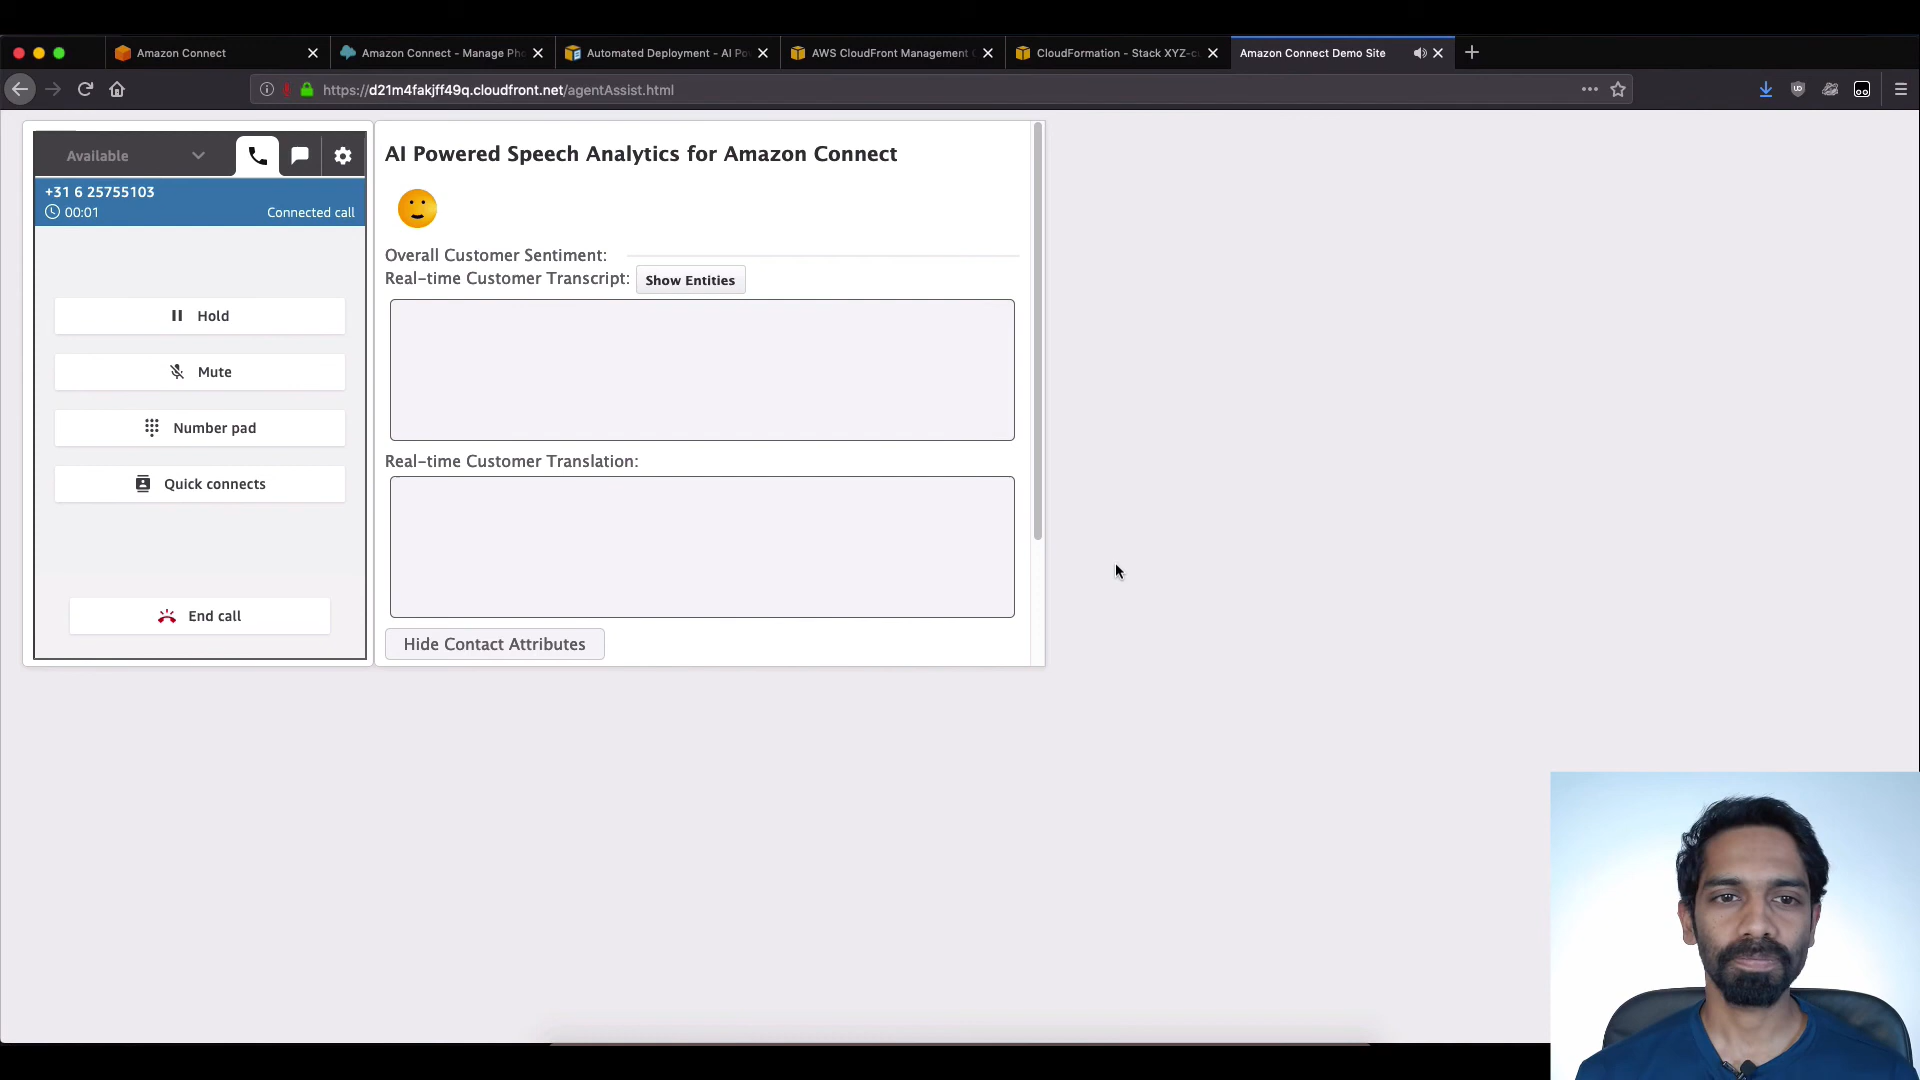 Amazon Connect
Amazon Connect - Manage Pho
Automated Deployment - AI Po
AWS CloudFront Management C
CloudFormation - Stack XYZ-c
Amazon Connect Demo Site
https://d21m4fakjff49q.cloudfront.net/agentAssist.html
Available
+31 6 25755103
00:01
Connected call
Hold
Mute
Number pad
Quick connects
End call
AI Powered Speech Analytics for Amazon Connect
Overall Customer Sentiment:
Real-time Customer Transcript:
Show Entities
Real-time Customer Translation:
Hide Contact Attributes